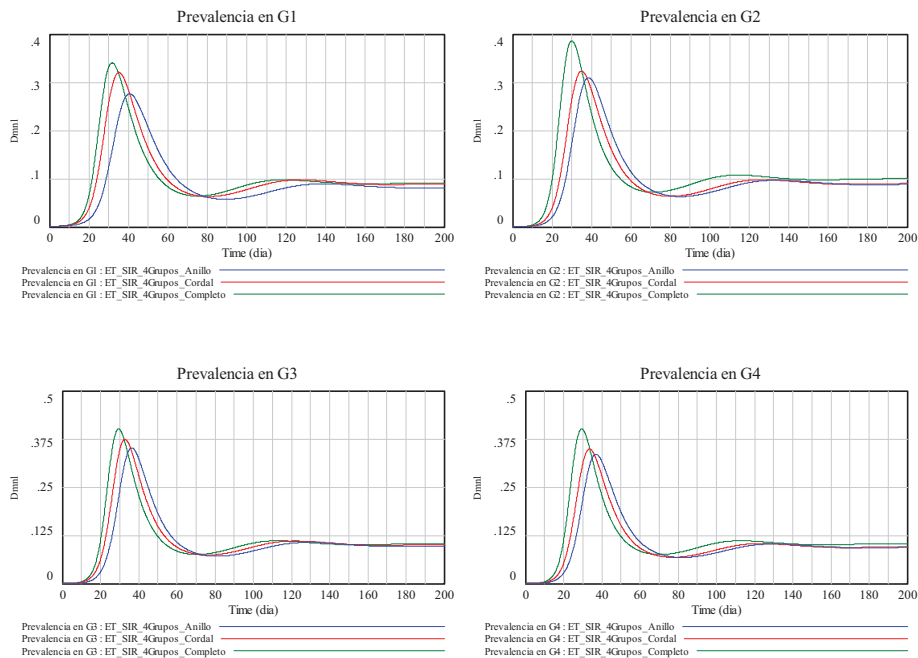 Prevalencia en G1
.4
.3
.2
.1
0
Dmnl
0 20 40 60 80 100 120 140 160 180 200
Time (dia)
Prevalencia en G1 : ET_SIR_4Grupos_Anillo
Prevalencia en G1 : ET_SIR_4Grupos_Cordal
Prevalencia en G1 : ET_SIR_4Grupos_Completo
Prevalencia en G2
.4
.3
.2
.1
0
Dmnl
0 20 40 60 80 100 120 140 160 180 200
Time (dia)
Prevalencia en G2 : ET_SIR_4Grupos_Anillo
Prevalencia en G2 : ET_SIR_4Grupos_Cordal
Prevalencia en G2 : ET_SIR_4Grupos_Completo
Prevalencia en G3
.5
.375
.25
.125
0
Dmnl
0 20 40 60 80 100 120 140 160 180 200
Time (dia)
Prevalencia en G3 : ET_SIR_4Grupos_Anillo
Prevalencia en G3 : ET_SIR_4Grupos_Cordal
Prevalencia en G3 : ET_SIR_4Grupos_Completo
Prevalencia en G4
.5
.375
.25
.125
0
Dmnl
0 20 40 60 80 100 120 140 160 180 200
Time (dia)
Prevalencia en G4 : ET_SIR_4Grupos_Anillo
Prevalencia en G4 : ET_SIR_4Grupos_Cordal
Prevalencia en G4 : ET_SIR_4Grupos_Completo